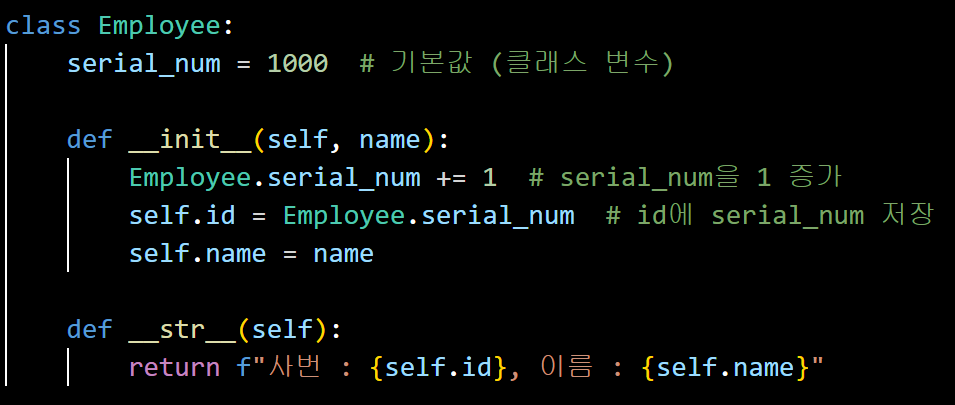 class Employee:
    serial_num = 1000  # 기본값 (클래스 변수)
    def __init__(self, name):
        Employee.serial_num += 1  # serial_num을 1 증가
        self.id = Employee.serial_num  # id에 serial_num 저장
        self.name = name
    def __str__(self):
        return f"사번 : {self.id}, 이름 : {self.name}"